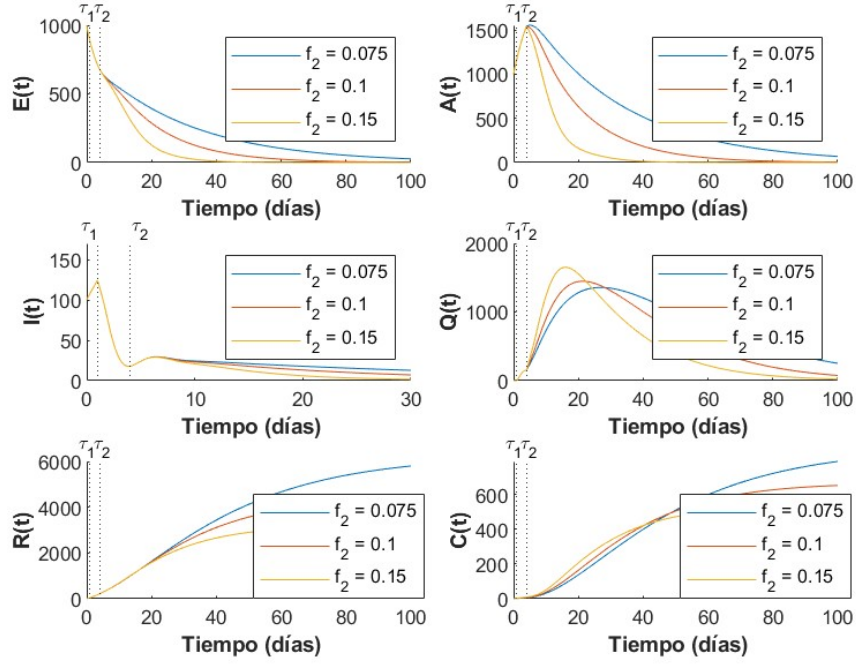 τ₁τ₂
E(t)
1000
500
0
f₂ = 0.075
f₂ = 0.1
f₂ = 0.15
0 20 40 60 80 100
Tiempo (días)
τ₁τ₂
A(t)
1500
1000
500
0
f₂ = 0.075
f₂ = 0.1
f₂ = 0.15
0 20 40 60 80 100
Tiempo (días)
τ₁ τ₂
I(t)
150
100
50
0
f₂ = 0.075
f₂ = 0.1
f₂ = 0.15
0 10 20 30
Tiempo (días)
τ₁τ₂
Q(t)
2000
1000
0
f₂ = 0.075
f₂ = 0.1
f₂ = 0.15
0 20 40 60 80 100
Tiempo (días)
τ₁τ₂
R(t)
6000
4000
2000
0
f₂ = 0.075
f₂ = 0.1
f₂ = 0.15
0 20 40 60 80 100
Tiempo (días)
τ₁τ₂
C(t)
600
400
200
0
f₂ = 0.075
f₂ = 0.1
f₂ = 0.15
0 20 40 60 80 100
Tiempo (días)